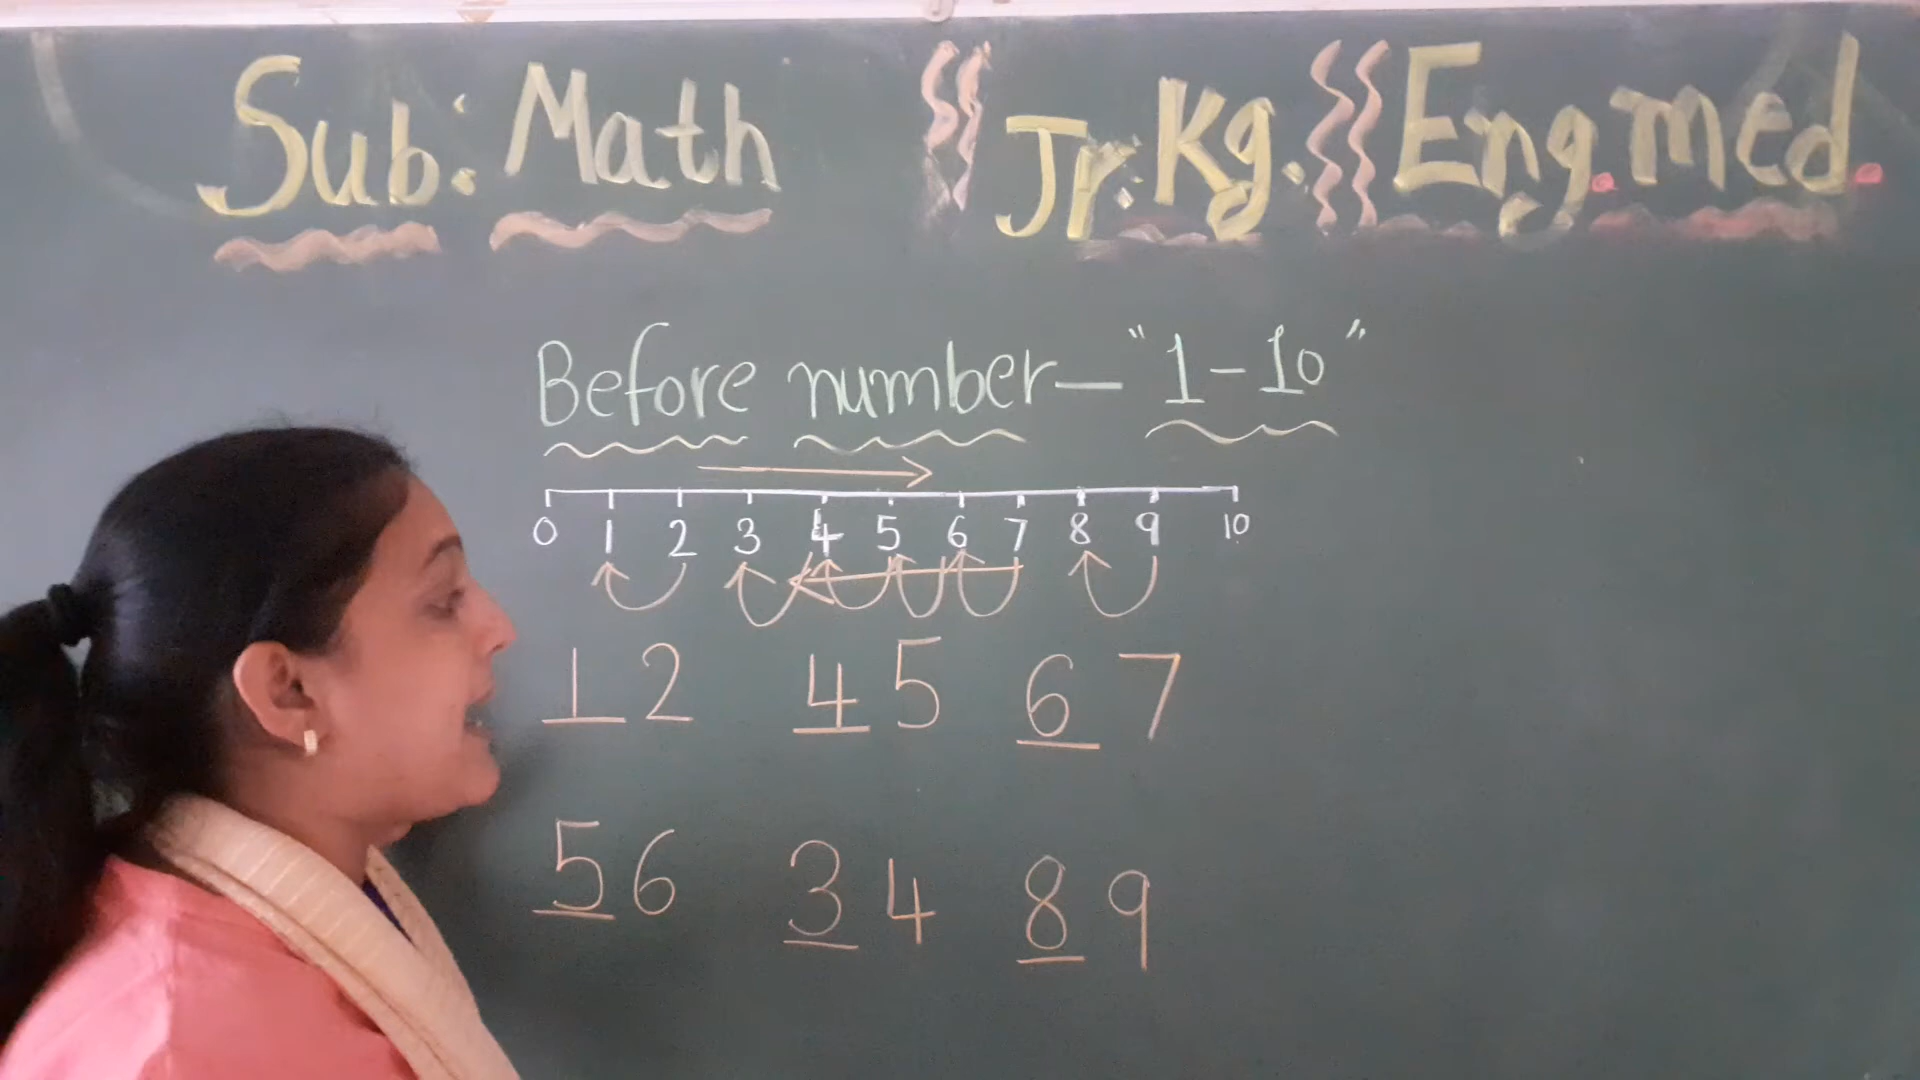 Sub: Math Jr. Kg. Eng. med.
Before number — "1 - 10"
0 1 2 3 4 5 6 7 8 9 10
1 2 4 5 6 7
5 6 3 4 8 9